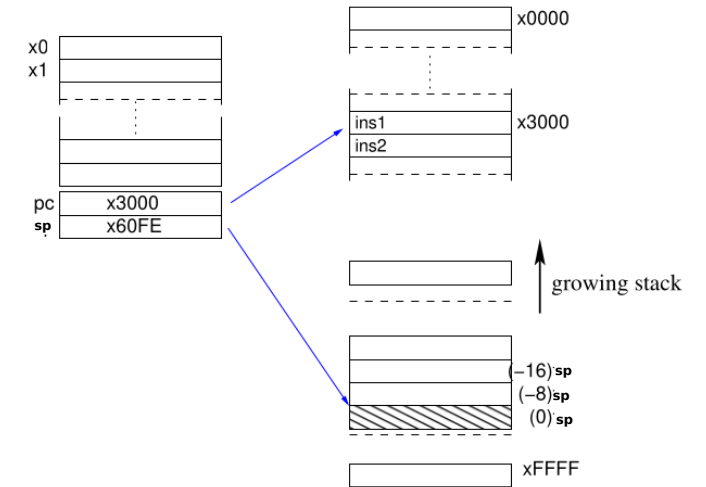 x0
x1
pc x3000
sp x60FE
x0000
ins1 x3000
ins2
growing stack
(−16) sp
(−8) sp
(0) sp
xFFFF